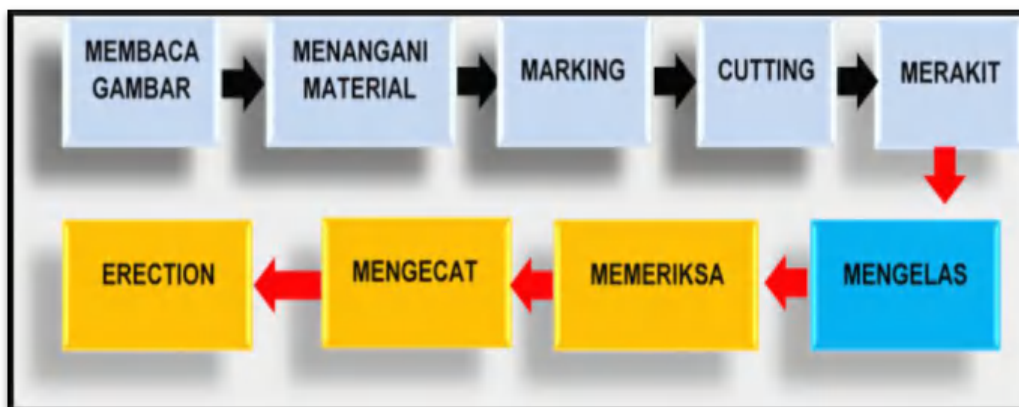 MEMBACA
GAMBAR
MENANGANI
MATERIAL
MARKING
CUTTING
MERAKIT
MENGELAS
MEMERIKSA
MENGECAT
ERECTION